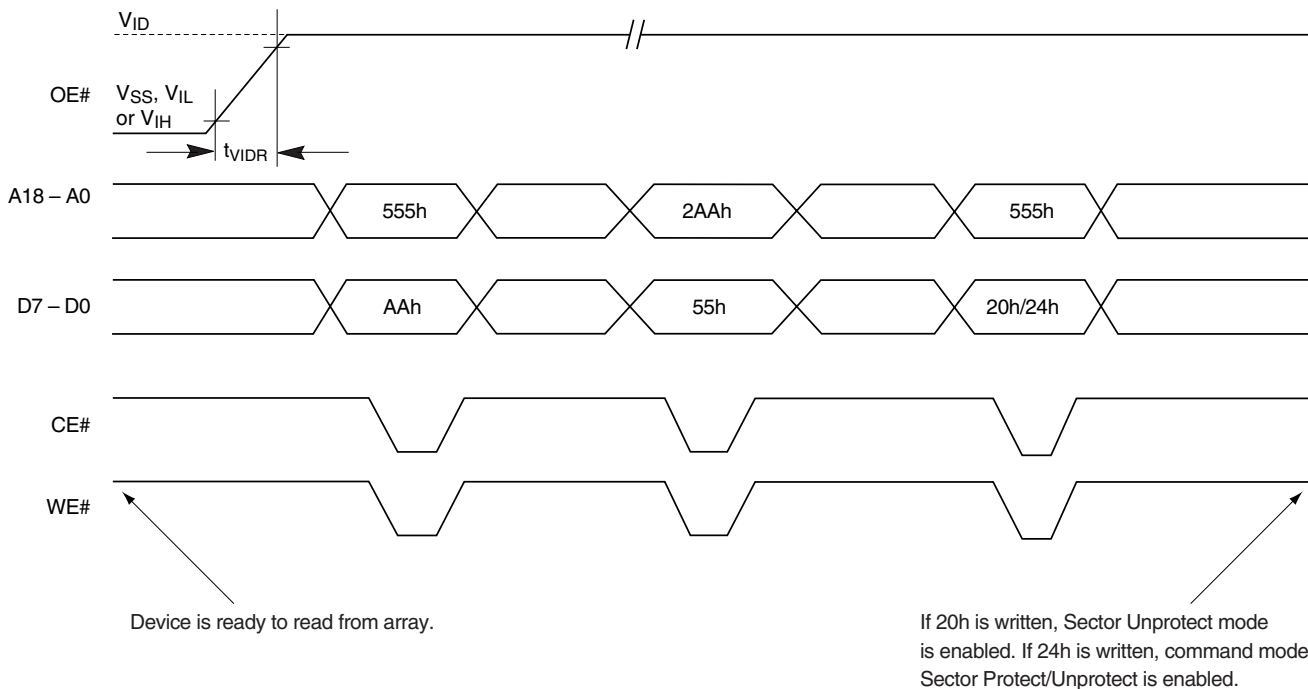 VID
OE#
VSS, VIL
or VIH
tVIDR
A18 – A0
555h
2AAh
555h
D7 – D0
AAh
55h
20h/24h
CE#
WE#
Device is ready to read from array.
If 20h is written, Sector Unprotect mode
is enabled. If 24h is written, command mode
Sector Protect/Unprotect is enabled.